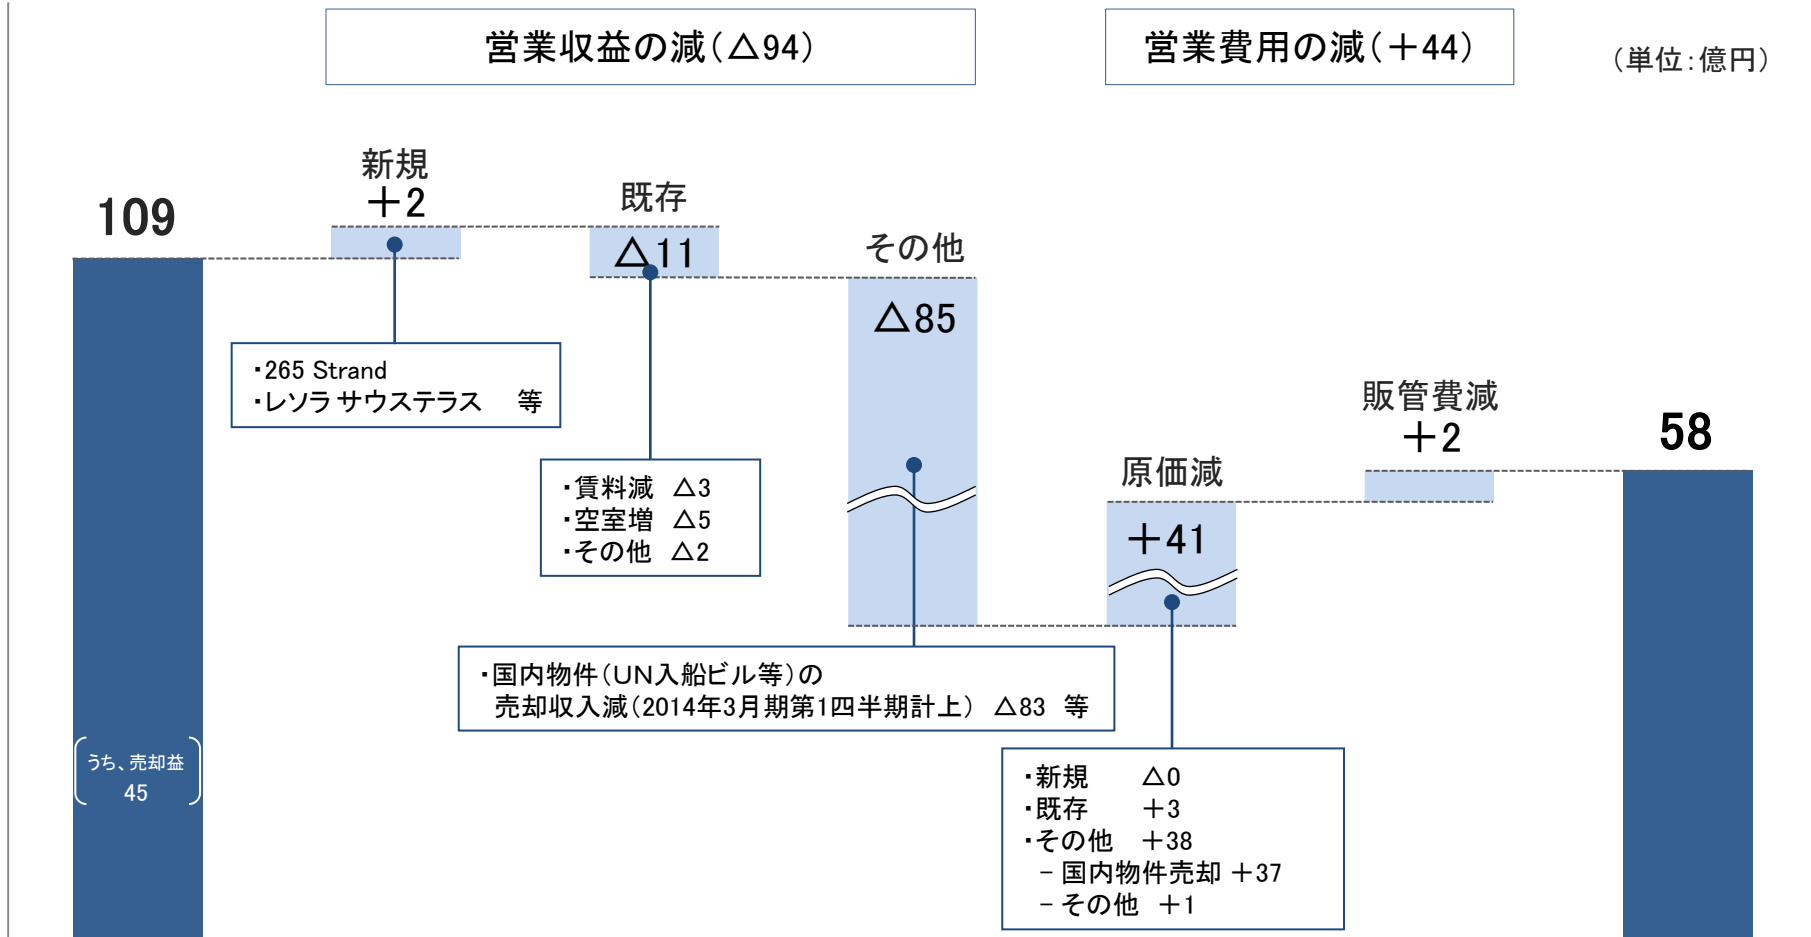 営業収益の減(△94)
営業費用の減(+44)
(単位:億円)
109
新規
+2
既存
△11
その他
△85
原価減
+41
販管費減
+2
58
・265 Strand
・レソラ サウステラス 等
・賃料減 △3
・空室増 △5
・その他 △2
・国内物件(UN入船ビル等)の
売却収入減(2014年3月期第1四半期計上) △83 等
・新規 △0
・既存 +3
・その他 +38
- 国内物件売却 +37
- その他 +1
うち、売却益
45